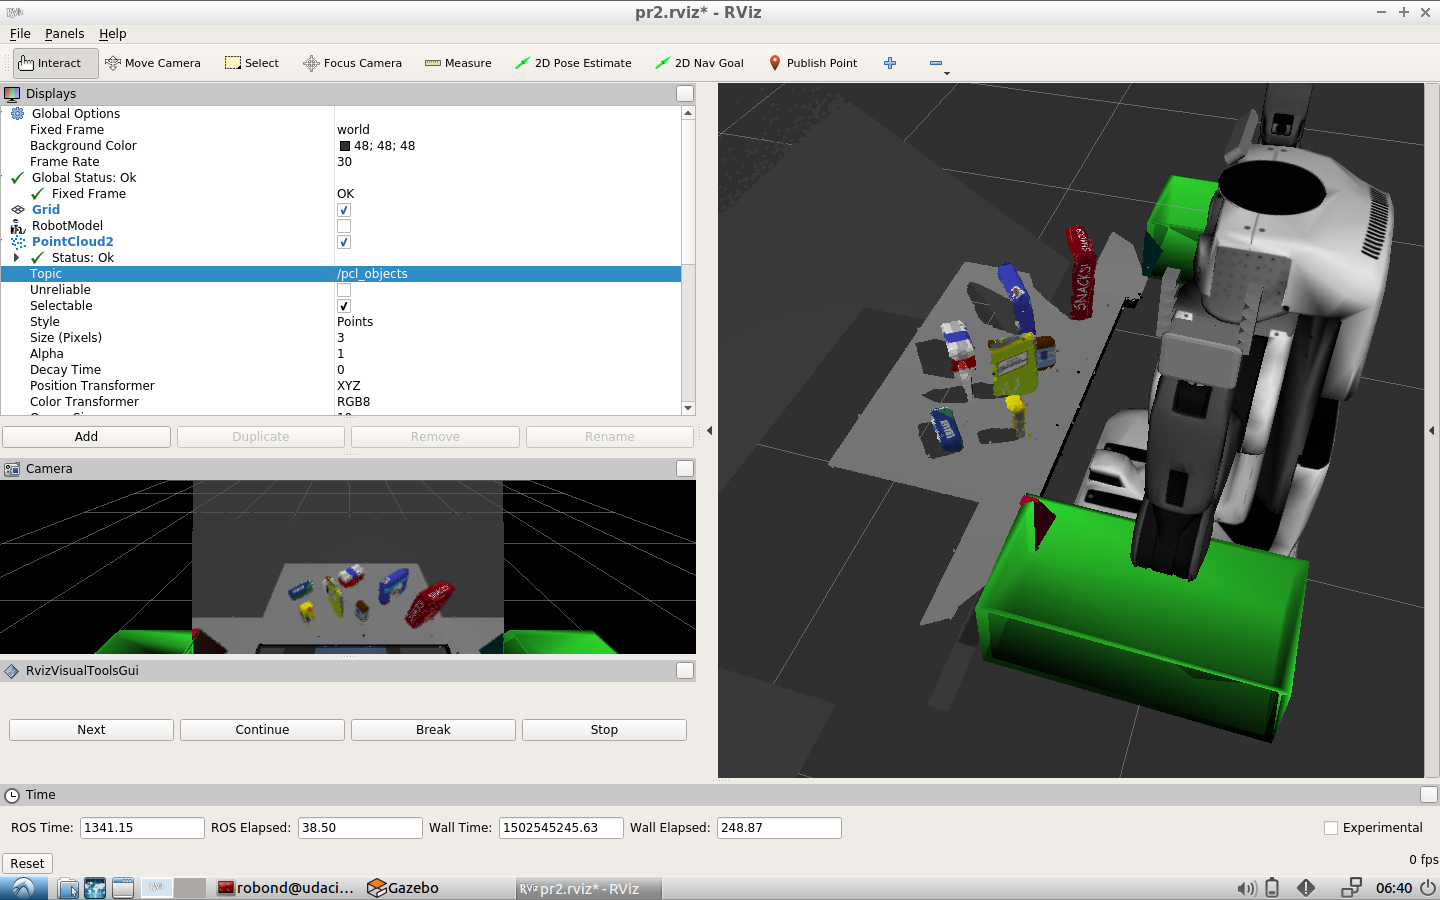 pr2.rviz* - RViz
File Panels Help
Interact Move Camera Select Focus Camera Measure 2D Pose Estimate 2D Nav Goal Publish Point
Displays
Global Options
Fixed Frame world
Background Color 48; 48; 48
Frame Rate 30
Global Status: Ok
Fixed Frame OK
Grid
RobotModel
PointCloud2
Status: Ok
Topic /pcl_objects
Unreliable
Selectable
Style Points
Size (Pixels) 3
Alpha 1
Decay Time 0
Position Transformer XYZ
Color Transformer RGB8
Add Duplicate Remove Rename
Camera
RvizVisualToolsGui
Next Continue Break Stop
SNACKS!
Time
ROS Time: 1341.15 ROS Elapsed: 38.50 Wall Time: 1502545245.63 Wall Elapsed: 248.87 Experimental
Reset 0 fps
robond@udaci... Gazebo pr2.rviz* - RViz 06:40